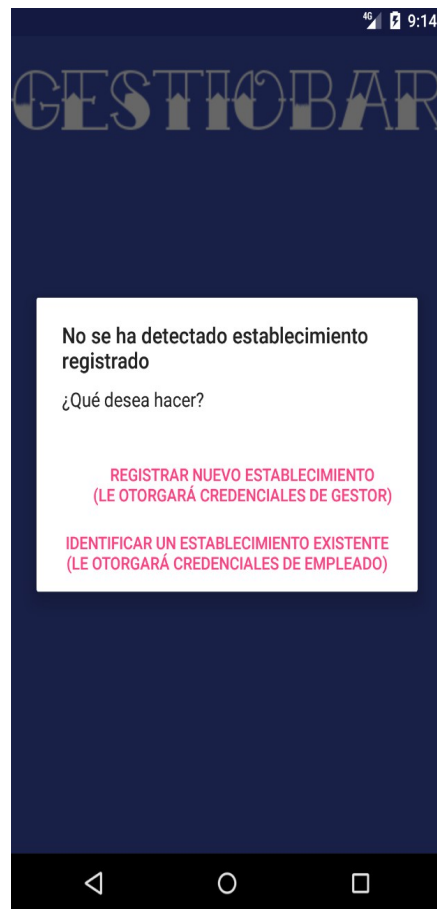 4G 9:14
GESTIOBAR
No se ha detectado establecimiento
registrado
¿Qué desea hacer?
REGISTRAR NUEVO ESTABLECIMIENTO
(LE OTORGARÁ CREDENCIALES DE GESTOR)
IDENTIFICAR UN ESTABLECIMIENTO EXISTENTE
(LE OTORGARÁ CREDENCIALES DE EMPLEADO)